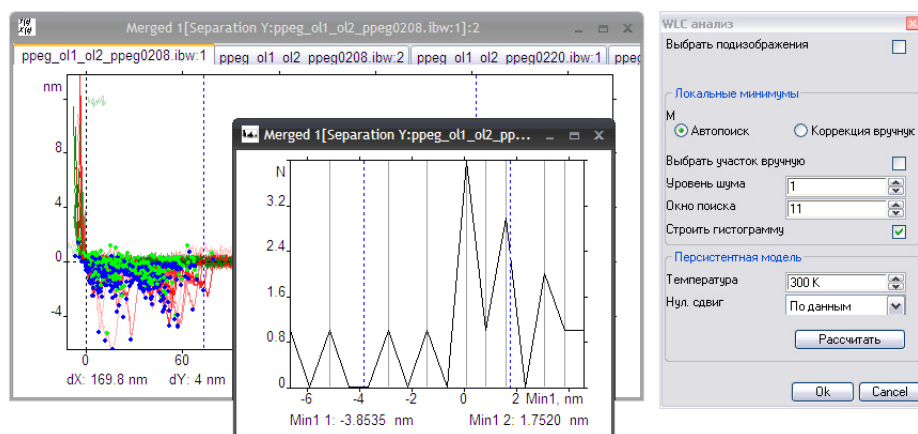 Merged 1[Separation Y:ppeg_ol1_ol2_ppeg0208.ibw:1]:2
ppeg_ol1_ol2_ppeg0208.ibw:1 ppeg_ol1_ol2_ppeg0208.ibw:2 ppeg_ol1_ol2_ppeg0220.ibw:1 ppeg
nm
8
4
0
-4
0 60
dX: 169.8 nm dY: 4 nm
Merged 1[Separation Y:ppeg_ol1_ol2_pp...
N
3.2
2.4
1.6
0.8
0
-6 -4 -2 0 2 Min1, nm
Min1 1: -3.8535 nm Min1 2: 1.7520 nm
WLC анализ
Выбрать подизображения
Локальные минимумы
М
Автопоиск Коррекция вручную
Выбрать участок вручную
Уровень шума 1
Окно поиска 11
Строить гистограмму
Персистентная модель
Температура 300 K
Нул. сдвиг По данным
Рассчитать
Ok Cancel